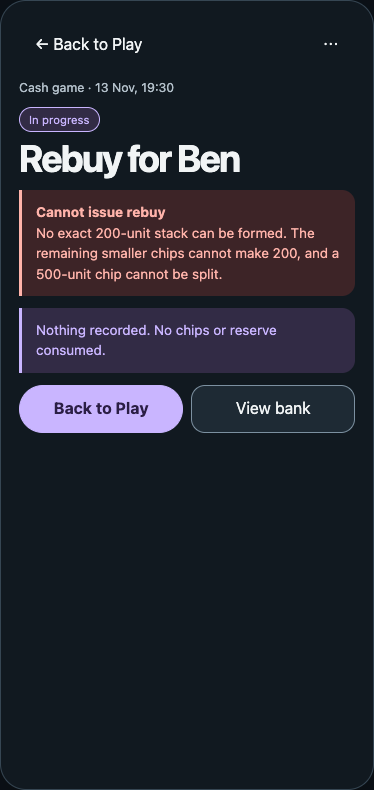 ← Back to Play
...
Cash game · 13 Nov, 19:30
In progress
Rebuy for Ben
Cannot issue rebuy
No exact 200-unit stack can be formed. The
remaining smaller chips cannot make 200, and a
500-unit chip cannot be split.
Nothing recorded. No chips or reserve
consumed.
Back to Play
View bank